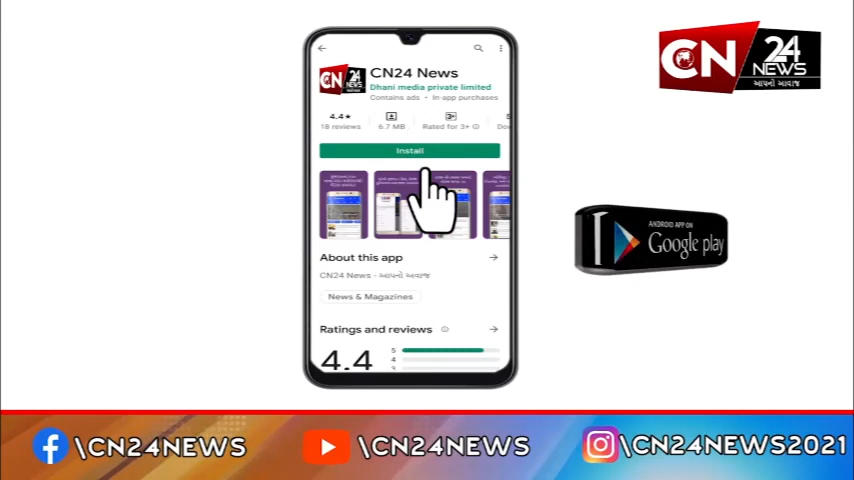 CN24 News
Dhani media private limited
Contains ads • In-app purchases
4.4★
18 reviews
6.7 MB
3+
Rated for 3+
Install
About this app
CN24 News - આપનો અવાજ
News & Magazines
Ratings and reviews
4.4
5
4
3
CN 24
NEWS
આપનો અવાજ
ANDROID APP ON
Google play
\CN24NEWS
\CN24NEWS
\CN24NEWS2021